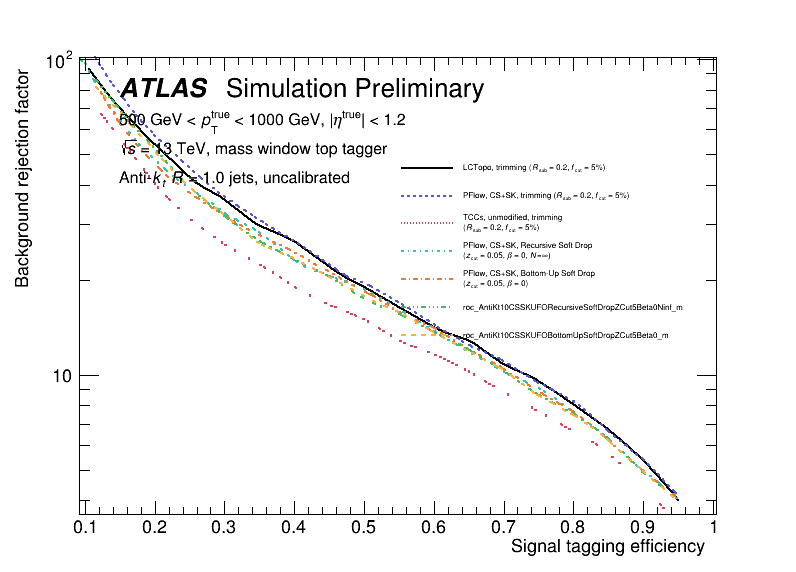 10²
Background rejection factor
ATLAS Simulation Preliminary
500 GeV < p_T^true < 1000 GeV, |η^true| < 1.2
√s = 13 TeV, mass window top tagger
Anti-k_t R = 1.0 jets, uncalibrated
LCTopo, trimming (R_sub = 0.2, f_cut = 5%)
PFlow, CS+SK, trimming (R_sub = 0.2, f_cut = 5%)
TCCs, unmodified, trimming
(R_sub = 0.2, f_cut = 5%)
PFlow, CS+SK, Recursive Soft Drop
(z_cut = 0.05, β = 0, N=∞)
PFlow, CS+SK, Bottom-Up Soft Drop
(z_cut = 0.05, β = 0)
roc_AntiKt10CSSKUFORecursiveSoftDropZCut5Beta0Ninf_m
roc_AntiKt10CSSKUFOBottomUpSoftDropZCut5Beta0_m
10
0.1 0.2 0.3 0.4 0.5 0.6 0.7 0.8 0.9 1
Signal tagging efficiency